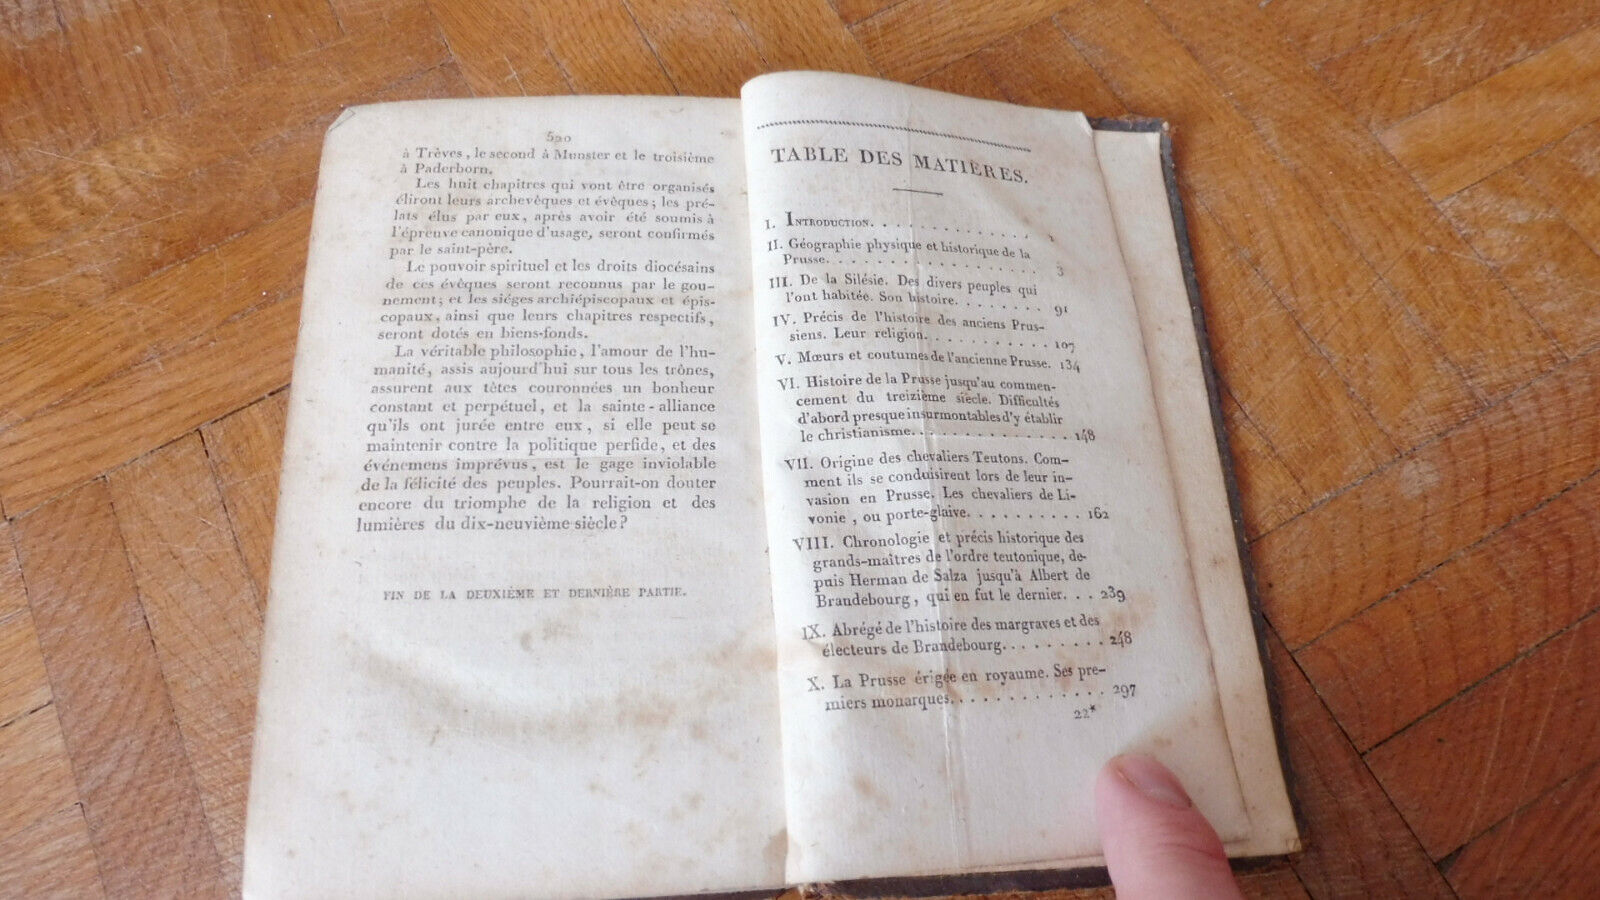 520
à Trèves, le second à Munster et le troisième
à Paderborn.
Les huit chapitres qui vont être organisés
éliront leurs archevêques et évêques; les pré-
lats élus par eux, après avoir été soumis à
l'épreuve canonique d'usage, seront confirmés
par le saint-père.
Le pouvoir spirituel et les droits diocésains
de ces évêques seront reconnus par le gou-
nement; et les siéges archiépiscopaux et épis-
copaux, ainsi que leurs chapitres respectifs,
seront dotés en biens-fonds.
La véritable philosophie, l'amour de l'hu-
manité, assis aujourd'hui sur tous les trônes,
assurent aux têtes couronnées un bonheur
constant et perpétuel, et la sainte-alliance
qu'ils ont jurée entre eux, si elle peut se
maintenir contre la politique perfide, et des
événemens imprévus, est le gage inviolable
de la félicité des peuples. Pourrait-on douter
encore du triomphe de la religion et des
lumières du dix-neuvième siècle?
FIN DE LA DEUXIÈME ET DERNIÈRE PARTIE.
TABLE DES MATIÈRES.
I. INTRODUCTION. . . . . . . . . . . 1
II. Géographie physique et historique de la
Prusse. . . . . . . . . . . . . . . . . 3
III. De la Silésie. Des divers peuples qui
l'ont habitée. Son histoire. . . . . . . . 91
IV. Précis de l'histoire des anciens Prus-
siens. Leur religion. . . . . . . . . . . 107
V. Mœurs et coutumes de l'ancienne Prusse. 134
VI. Histoire de la Prusse jusqu'au commen-
cement du treizième siècle. Difficultés
d'abord presque insurmontables d'y établir
le christianisme. . . . . . . . . . . . . . 148
VII. Origine des chevaliers Teutons. Com-
ment ils se conduisirent lors de leur in-
vasion en Prusse. Les chevaliers de Li-
vonie, ou porte-glaive. . . . . . . . . . 162
VIII. Chronologie et précis historique des
grands-maîtres de l'ordre teutonique, de-
puis Herman de Salza jusqu'à Albert de
Brandebourg, qui en fut le dernier. . . 239
IX. Abrégé de l'histoire des margraves et des
électeurs de Brandebourg. . . . . . . . . 248
X. La Prusse érigée en royaume. Ses pre-
miers monarques. . . . . . . . . . . . . 297
22*